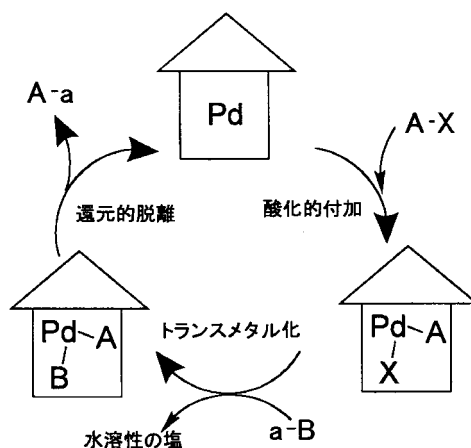 Pd
A-a
A-X
還元的脱離
酸化的付加
Pd-A
B
トランスメタル化
Pd-A
X
水溶性の塩
a-B